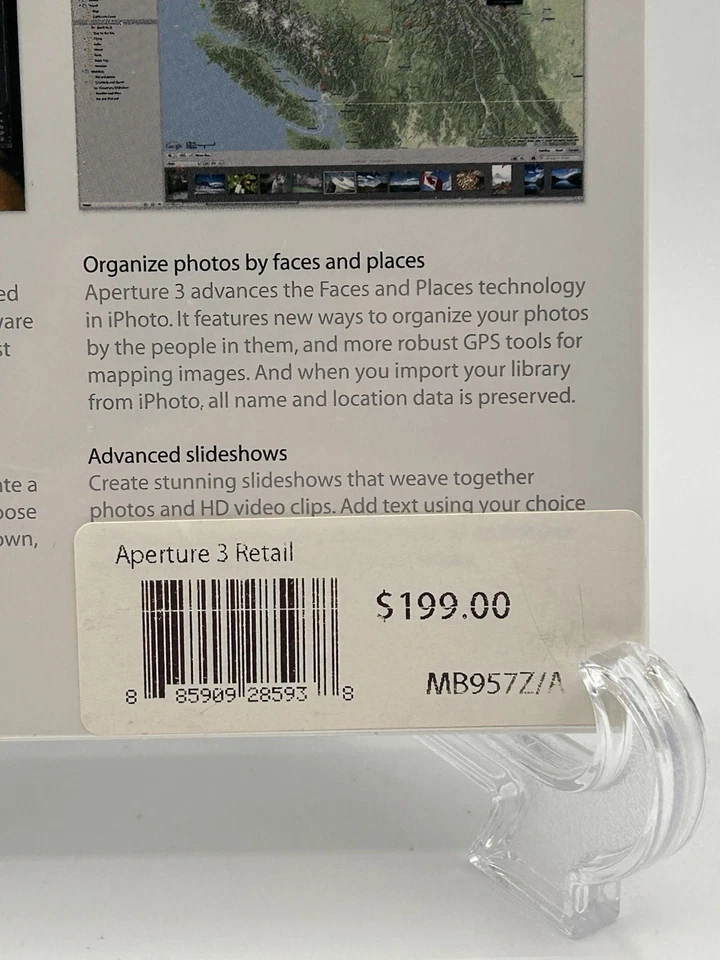 Organize photos by faces and places
Aperture 3 advances the Faces and Places technology
in iPhoto. It features new ways to organize your photos
by the people in them, and more robust GPS tools for
mapping images. And when you import your library
from iPhoto, all name and location data is preserved.
Advanced slideshows
Create stunning slideshows that weave together
photos and HD video clips. Add text using your choice
ed
st
a
Aperture 3 Retail
$199.00
8 85909 28593 8
MB957Z/A